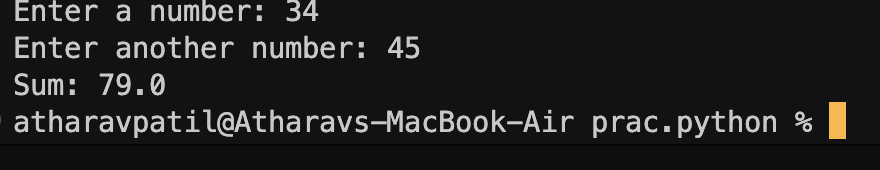 Enter a number: 34
Enter another number: 45
Sum: 79.0
atharavpatil@Atharavs-MacBook-Air prac.python %